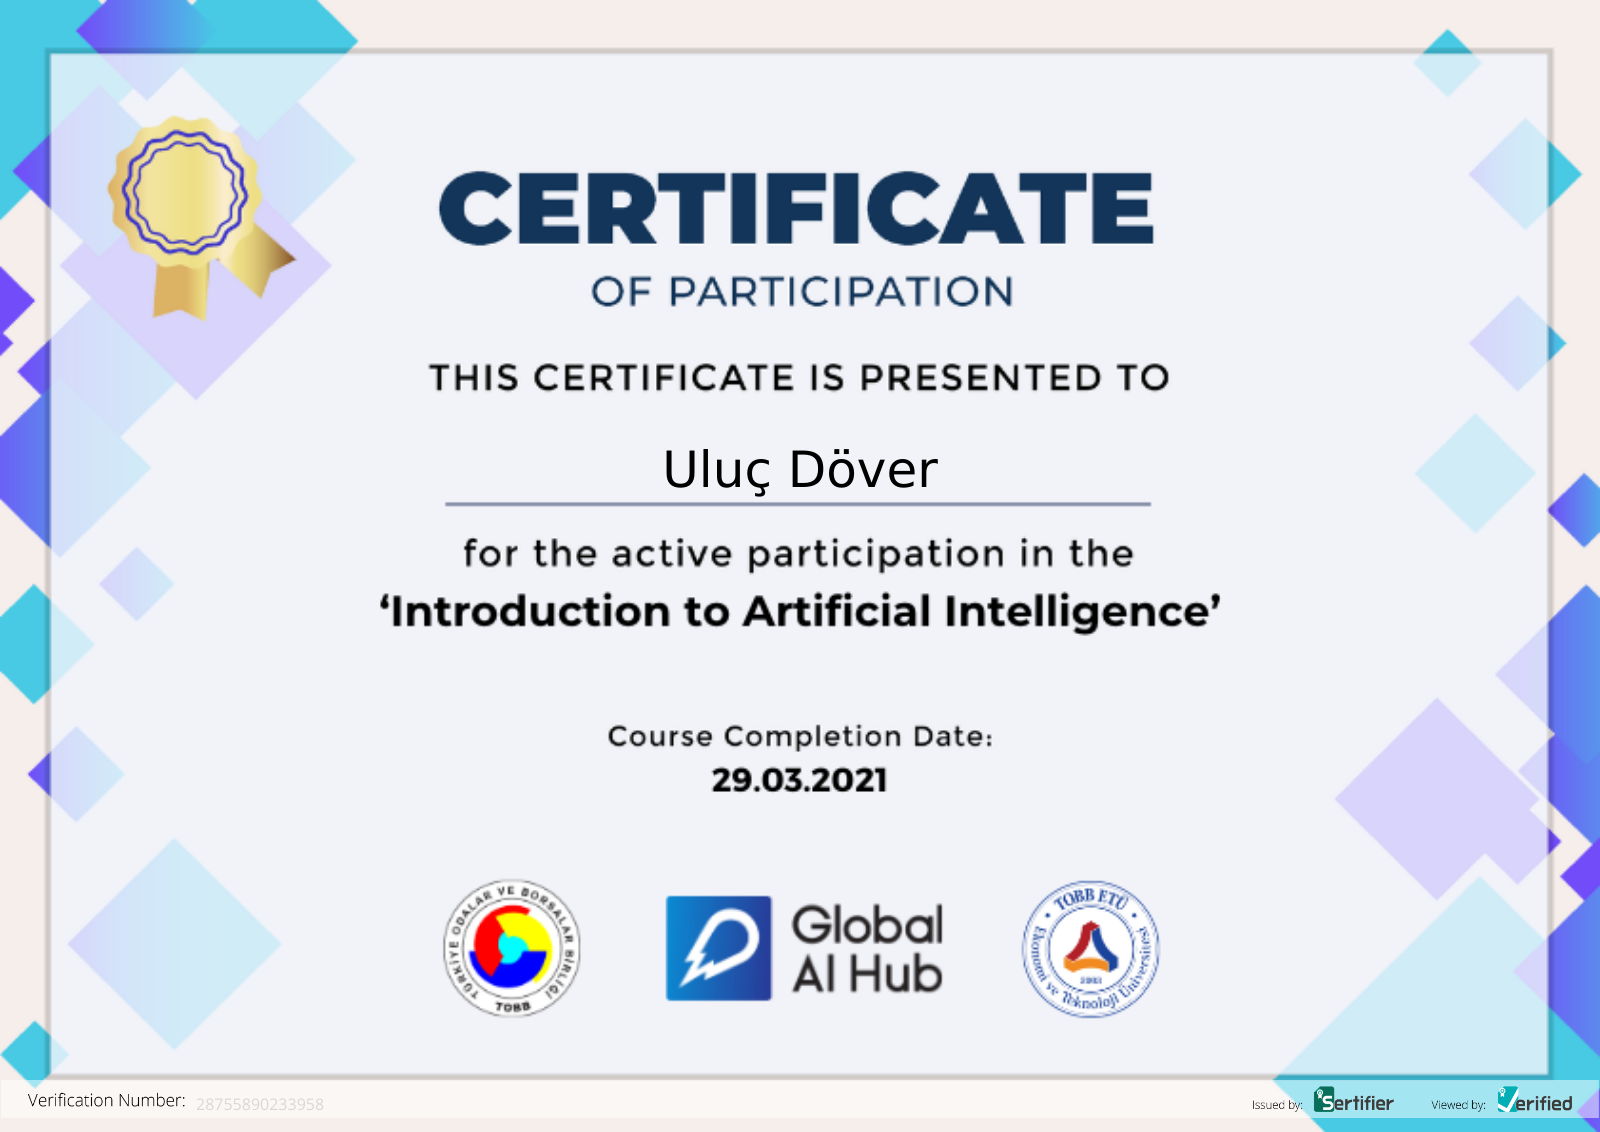 CERTIFICATE
OF PARTICIPATION
THIS CERTIFICATE IS PRESENTED TO
Uluç Döver
for the active participation in the
‘Introduction to Artificial Intelligence’
Course Completion Date:
29.03.2021
TÜRKİYE ODALAR VE BORSALAR BİRLİĞİ
TOBB
Global
AI Hub
TOBB ETÜ
Ekonomi ve Teknoloji Üniversitesi
2003
Verification Number: 28755890233958
Issued by: Sertifier
Viewed by: Verified